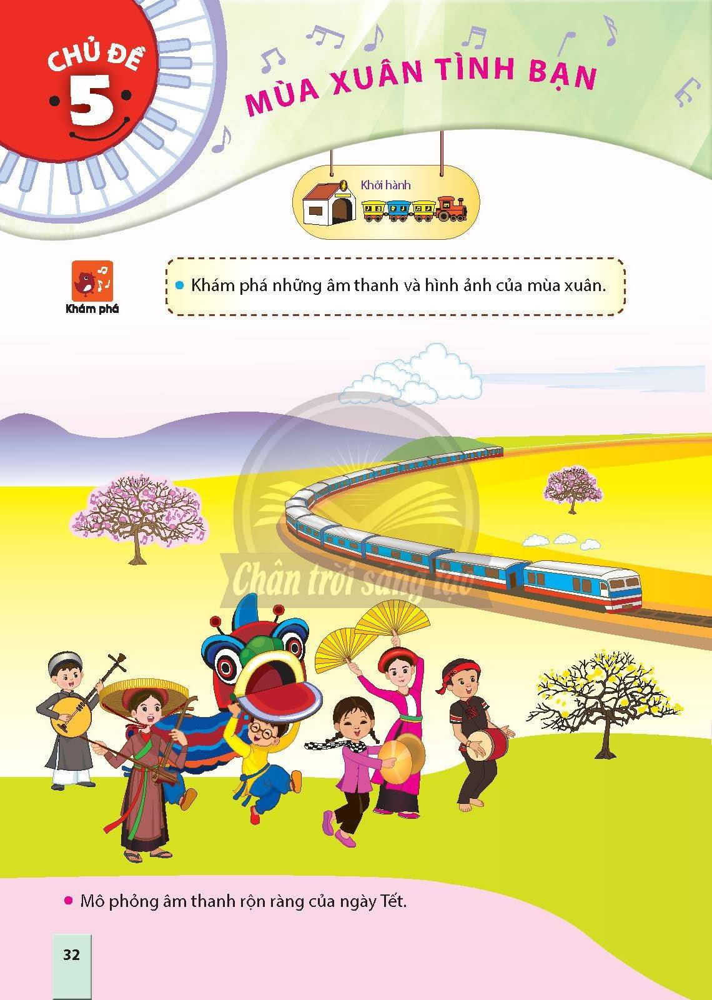 CHỦ ĐỀ
5
MÙA XUÂN TÌNH BẠN
Khởi hành
Khám phá
Khám phá những âm thanh và hình ảnh của mùa xuân.
Chân trời sáng tạo
Mô phỏng âm thanh rộn ràng của ngày Tết.
32